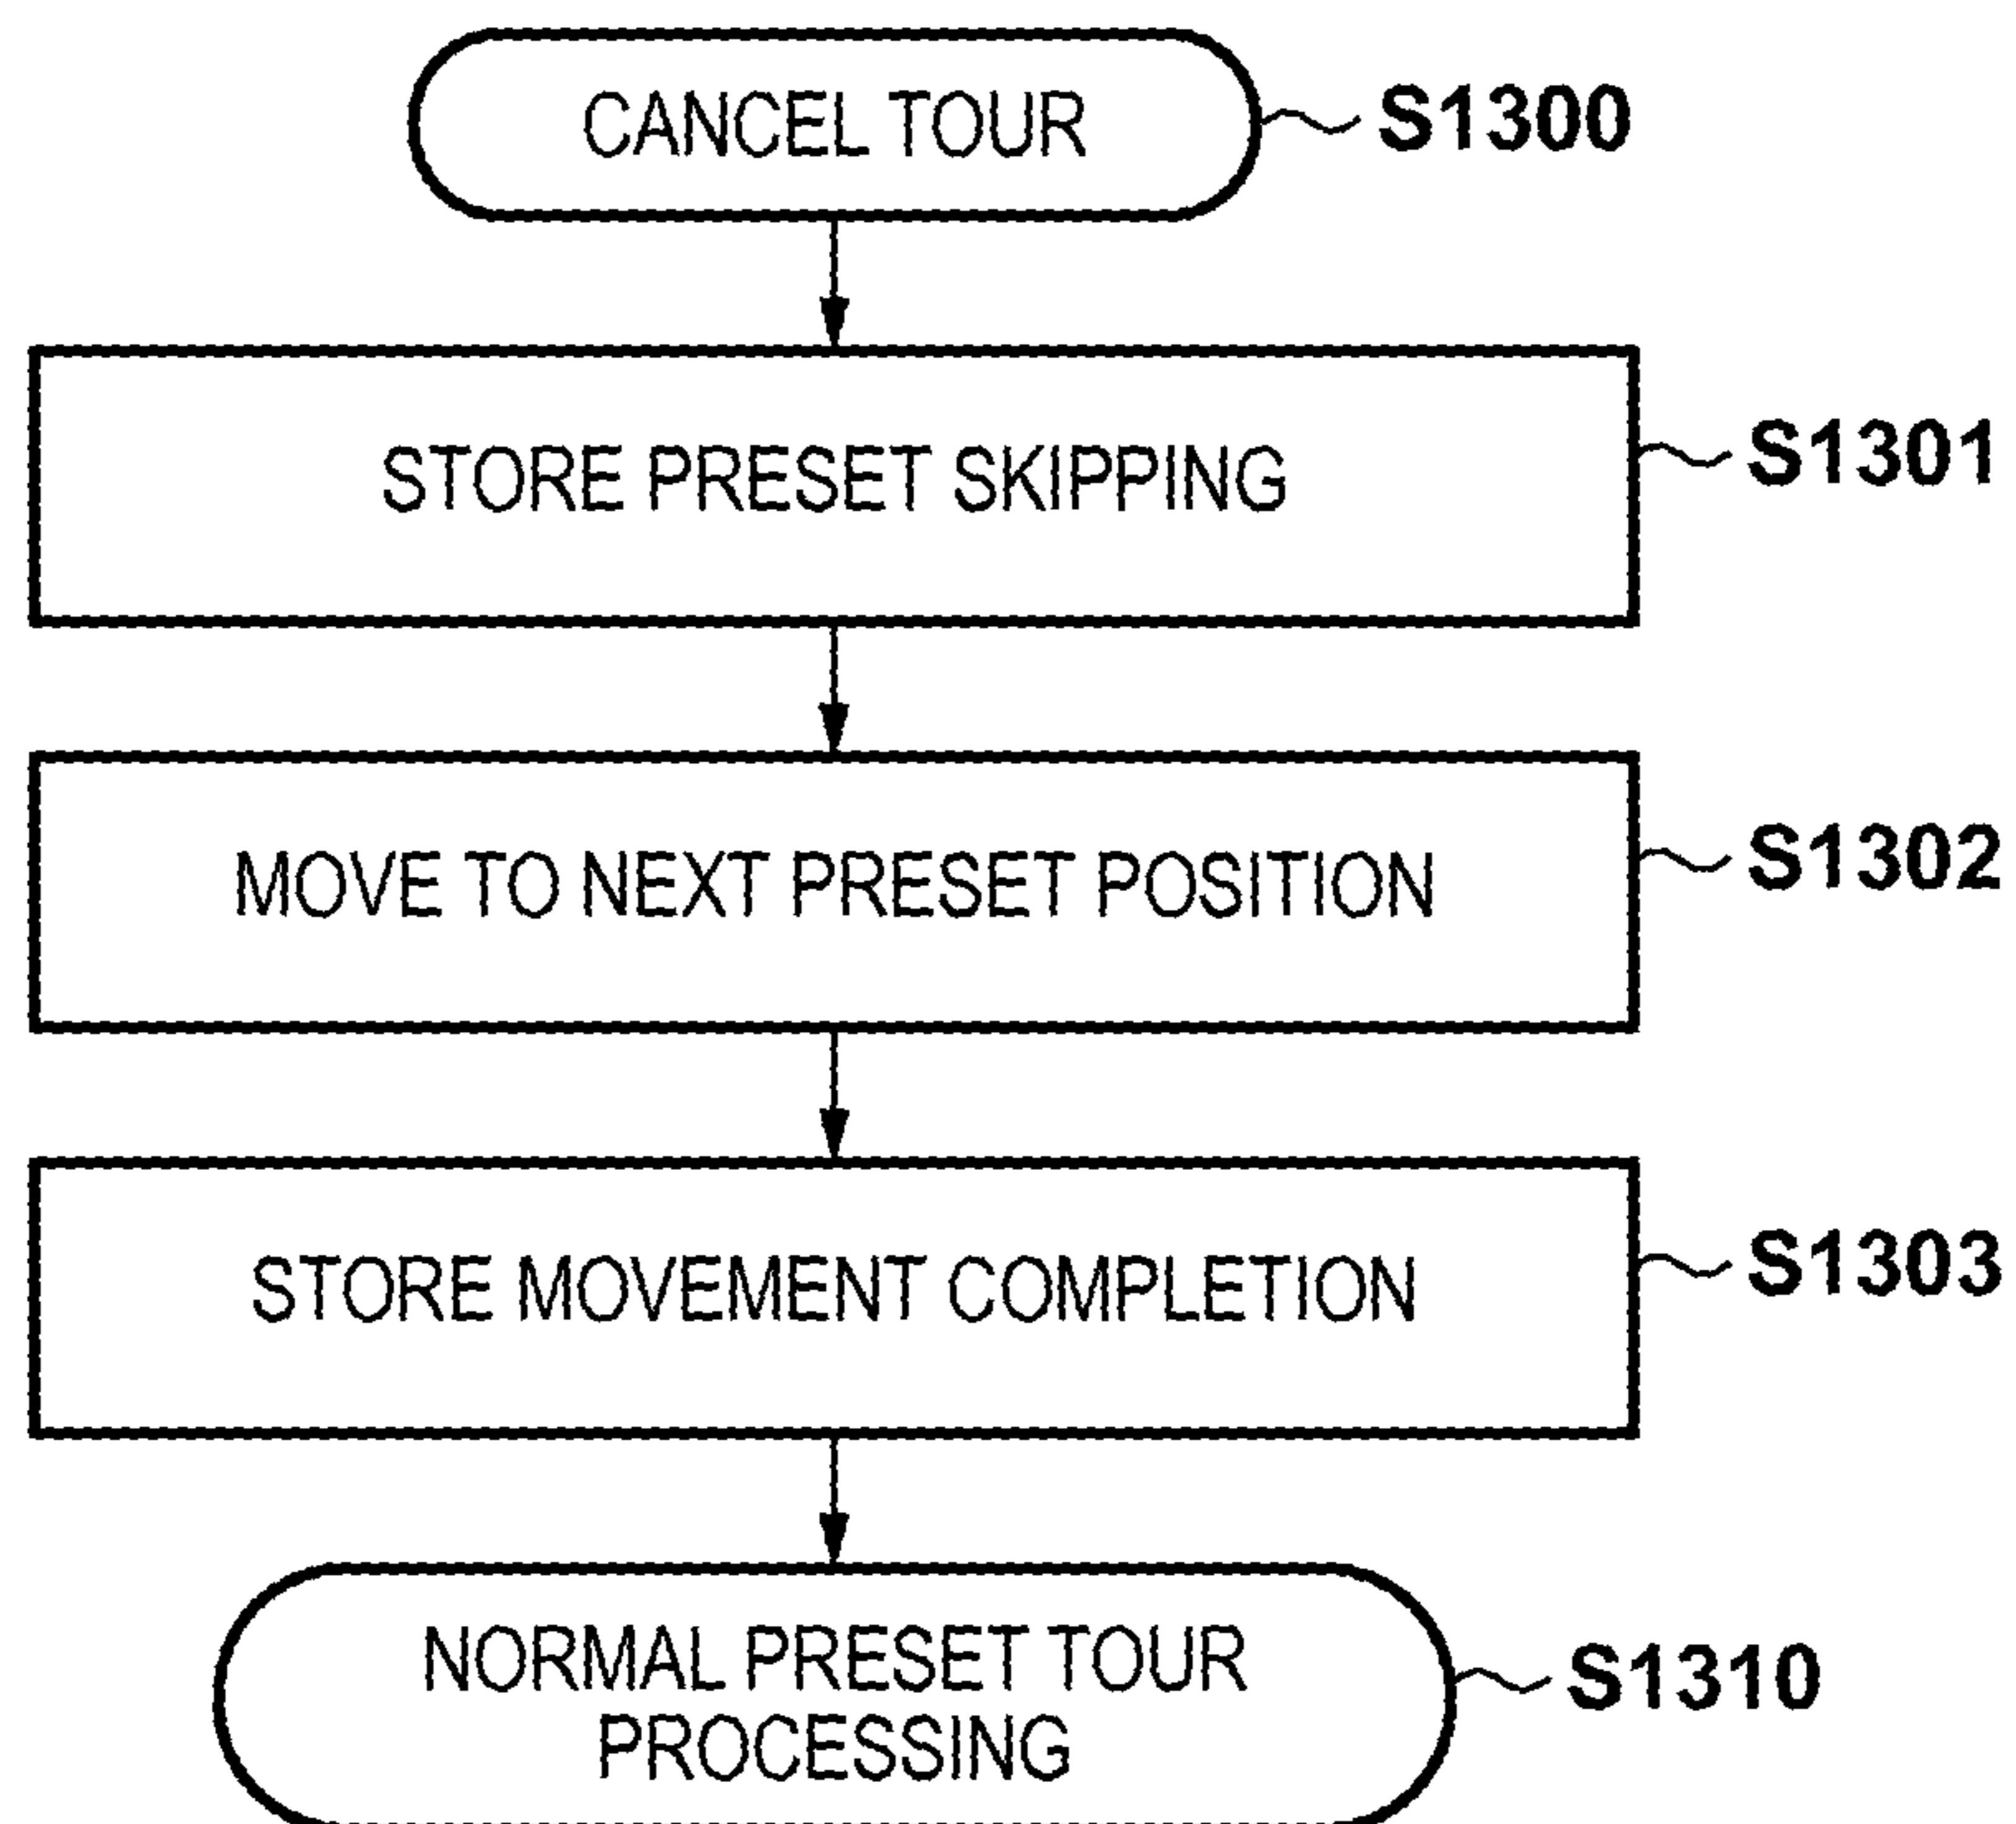 CANCEL TOUR
S1300
STORE PRESET SKIPPING
S1301
MOVE TO NEXT PRESET POSITION
S1302
STORE MOVEMENT COMPLETION
S1303
NORMAL PRESET TOUR
PROCESSING
S1310